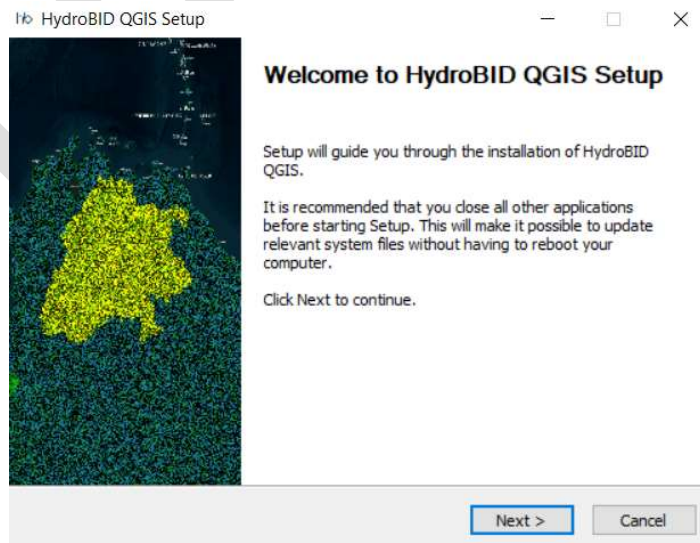 HydroBID QGIS Setup
Welcome to HydroBID QGIS Setup
Setup will guide you through the installation of HydroBID
QGIS.
It is recommended that you close all other applications
before starting Setup. This will make it possible to update
relevant system files without having to reboot your
computer.
Click Next to continue.
Next >
Cancel